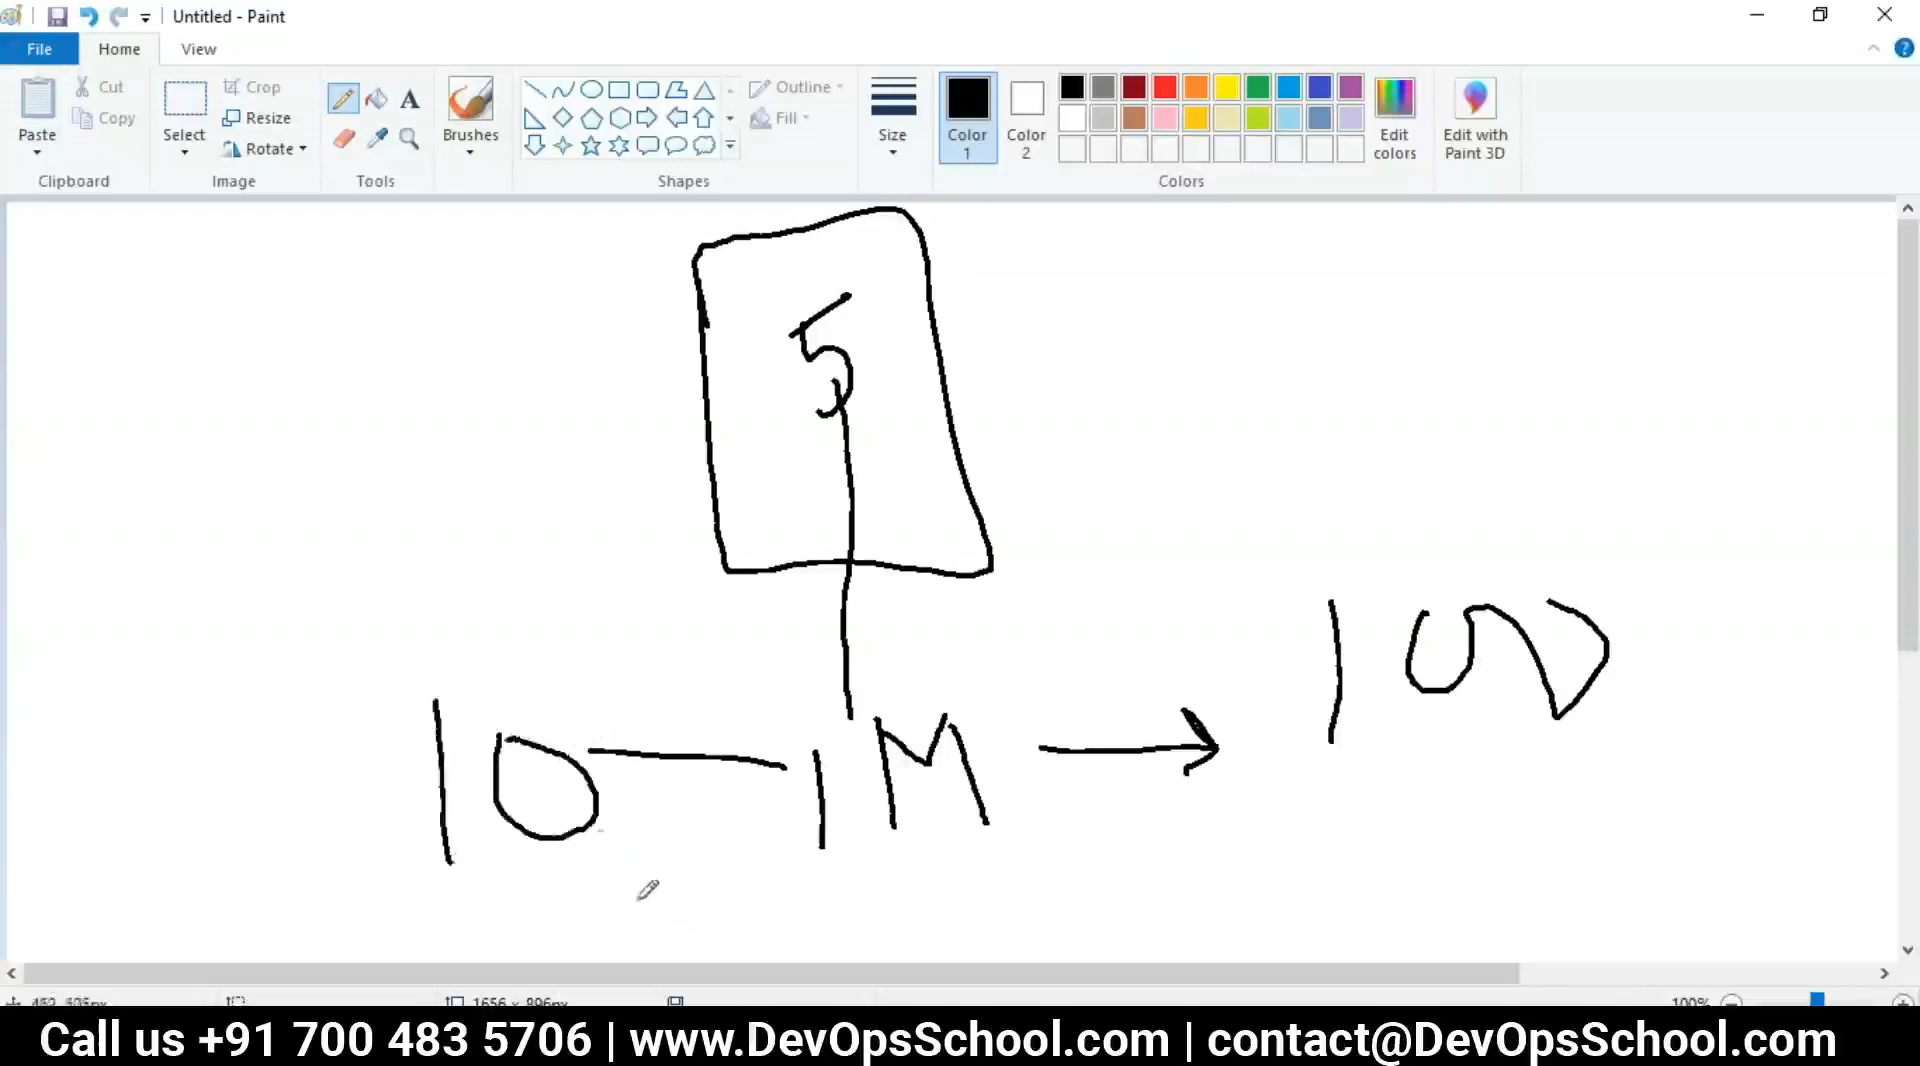 Untitled - Paint
File Home View
Paste Cut Copy Clipboard
Select Crop Resize Rotate Image
Tools
Brushes
Shapes
Outline Fill
Size
Color 1 Color 2
Edit colors
Colors
Edit with Paint 3D
5
10 1M
1656 × 896px
100%
Call us +91 700 483 5706 | www.DevOpsSchool.com | contact@DevOpsSchool.com